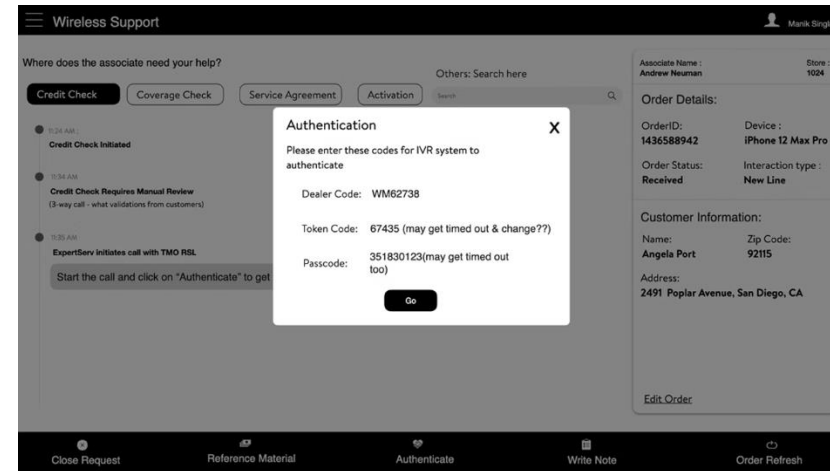 Wireless Support
Manik Singl
Where does the associate need your help?
Others: Search here
Credit Check
Coverage Check
Service Agreement
Activation
Search
11:24 AM :
Credit Check Initiated
11:34 AM
Credit Check Requires Manual Review
(3-way call - what validations from customers)
11:35 AM
ExpertServ initiates call with TMO RSL
Start the call and click on "Authenticate" to get
Authentication
X
Please enter these codes for IVR system to
authenticate
Dealer Code: WM62738
Token Code: 67435 (may get timed out & change??)
Passcode: 351830123(may get timed out
too)
Go
Associate Name : Store :
Andrew Neuman 1024
Order Details:
OrderID: Device :
1436588942 iPhone 12 Max Pro
Order Status: Interaction type :
Received New Line
Customer Information:
Name: Zip Code:
Angela Port 92115
Address:
2491 Poplar Avenue, San Diego, CA
Edit Order
Close Request
Reference Material
Authenticate
Write Note
Order Refresh